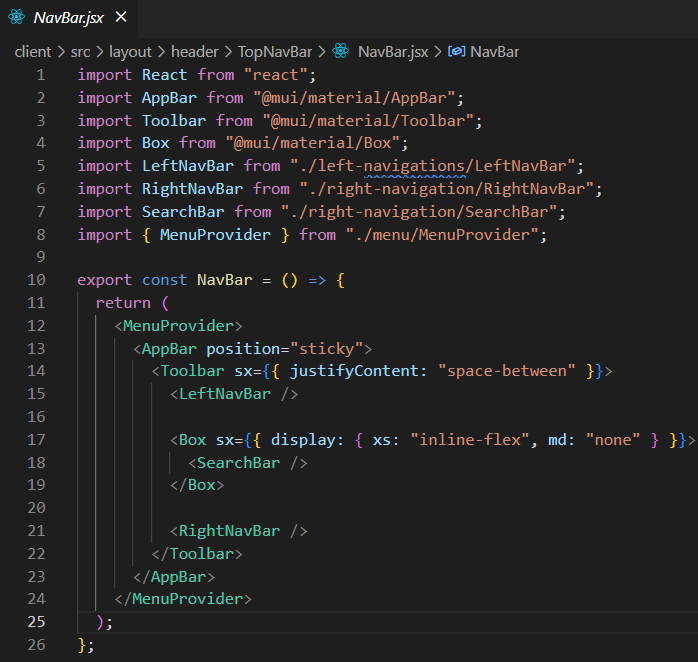 NavBar.jsx
client > src > layout > header > TopNavBar > NavBar.jsx > NavBar
1 import React from "react";
2 import AppBar from "@mui/material/AppBar";
3 import Toolbar from "@mui/material/Toolbar";
4 import Box from "@mui/material/Box";
5 import LeftNavBar from "./left-navigations/LeftNavBar";
6 import RightNavBar from "./right-navigation/RightNavBar";
7 import SearchBar from "./right-navigation/SearchBar";
8 import { MenuProvider } from "./menu/MenuProvider";
9
10 export const NavBar = () => {
11   return (
12     <MenuProvider>
13       <AppBar position="sticky">
14         <Toolbar sx={{ justifyContent: "space-between" }}>
15           <LeftNavBar />
16
17           <Box sx={{ display: { xs: "inline-flex", md: "none" } }}>
18             <SearchBar />
19           </Box>
20
21           <RightNavBar />
22         </Toolbar>
23       </AppBar>
24     </MenuProvider>
25   );
26 };